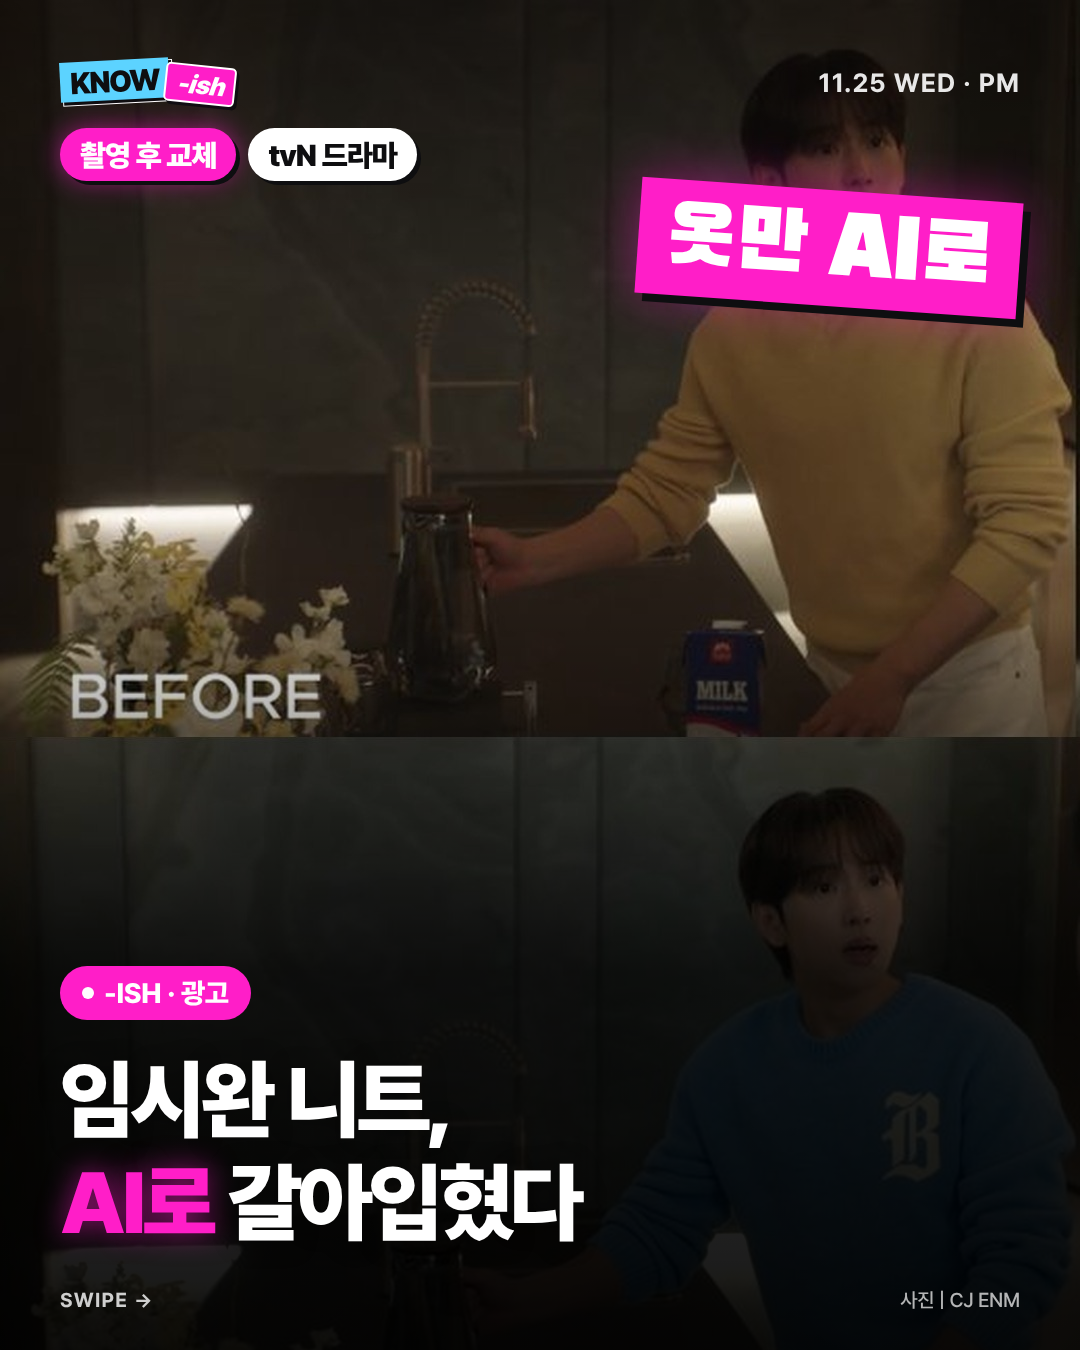 KNOW -ish
11.25 WED · PM
촬영 후 교체
tvN 드라마
옷만 AI로
MILK
BEFORE
B
-ISH · 광고
임시완 니트,
AI로 갈아입혔다
SWIPE →
사진 | CJ ENM